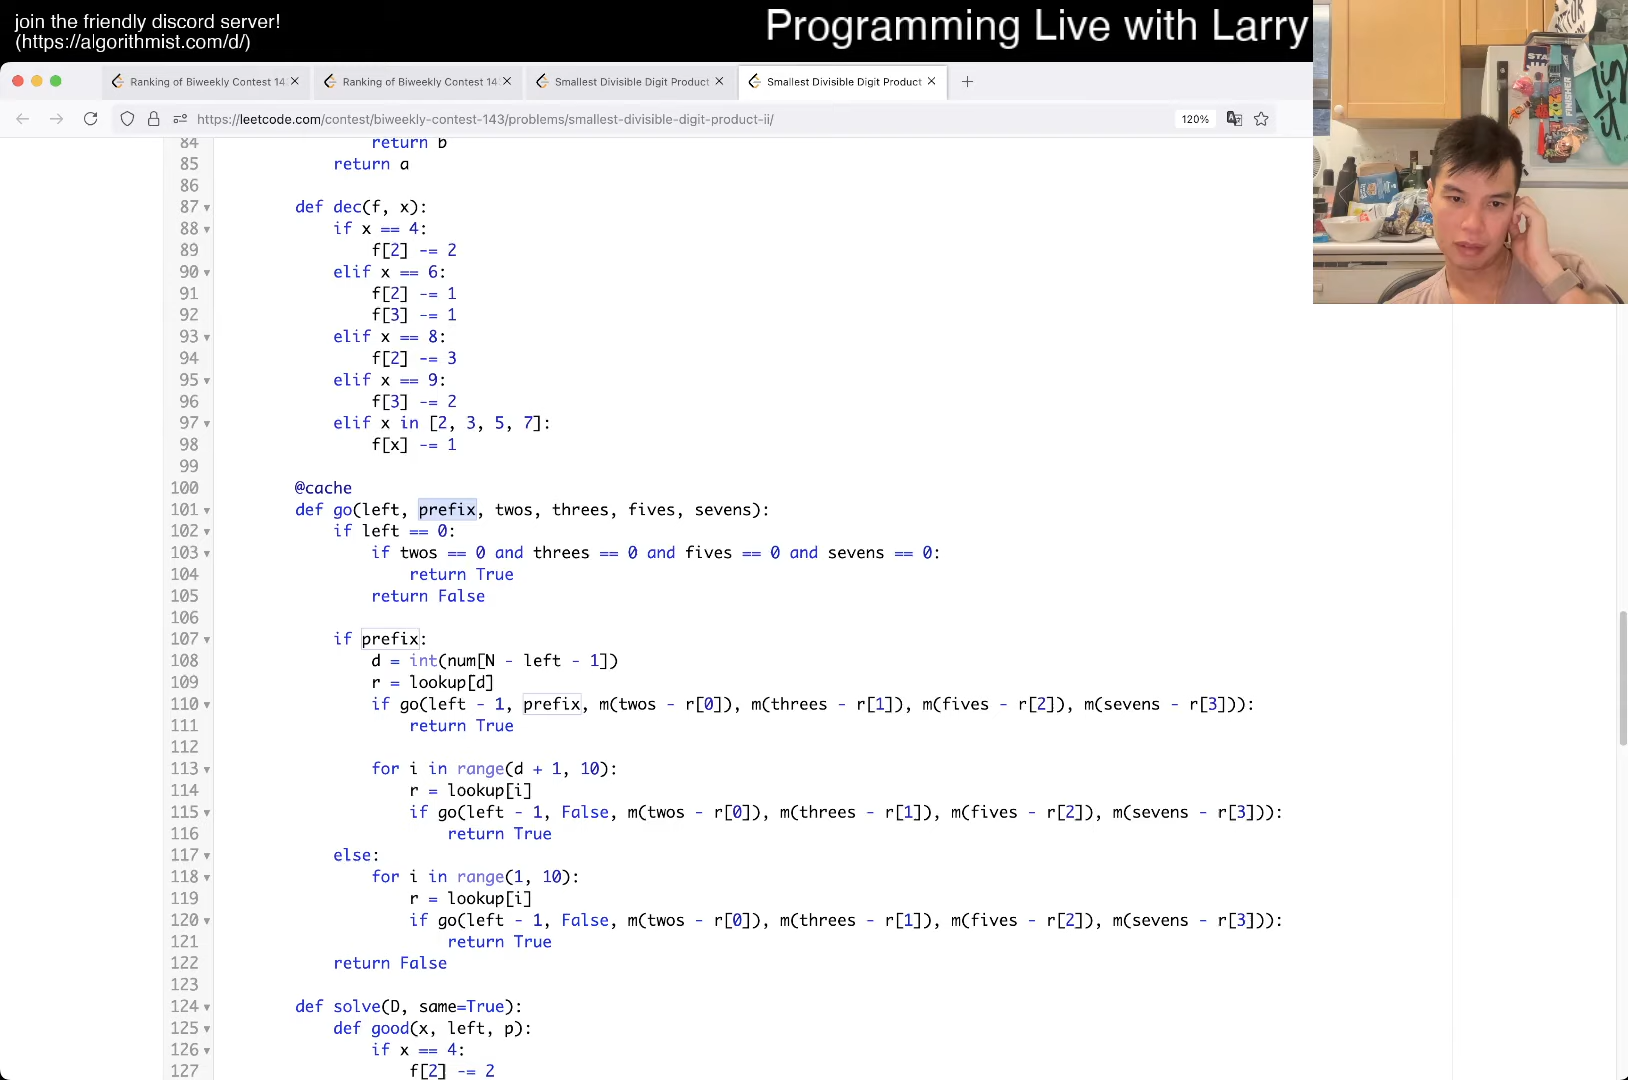 join the friendly discord server!
(https://algorithmist.com/d/)
Programming Live with Larry
Ranking of Biweekly Contest 14
Ranking of Biweekly Contest 14
Smallest Divisible Digit Product
Smallest Divisible Digit Product
https://leetcode.com/contest/biweekly-contest-143/problems/smallest-divisible-digit-product-ii/
120%
84 return b
85 return a
86
87 def dec(f, x):
88 if x == 4:
89 f[2] -= 2
90 elif x == 6:
91 f[2] -= 1
92 f[3] -= 1
93 elif x == 8:
94 f[2] -= 3
95 elif x == 9:
96 f[3] -= 2
97 elif x in [2, 3, 5, 7]:
98 f[x] -= 1
99
100 @cache
101 def go(left, prefix, twos, threes, fives, sevens):
102 if left == 0:
103 if twos == 0 and threes == 0 and fives == 0 and sevens == 0:
104 return True
105 return False
106
107 if prefix:
108 d = int(num[N - left - 1])
109 r = lookup[d]
110 if go(left - 1, prefix, m(twos - r[0]), m(threes - r[1]), m(fives - r[2]), m(sevens - r[3])):
111 return True
112
113 for i in range(d + 1, 10):
114 r = lookup[i]
115 if go(left - 1, False, m(twos - r[0]), m(threes - r[1]), m(fives - r[2]), m(sevens - r[3])):
116 return True
117 else:
118 for i in range(1, 10):
119 r = lookup[i]
120 if go(left - 1, False, m(twos - r[0]), m(threes - r[1]), m(fives - r[2]), m(sevens - r[3])):
121 return True
122 return False
123
124 def solve(D, same=True):
125 def good(x, left, p):
126 if x == 4:
127 f[2] -= 2